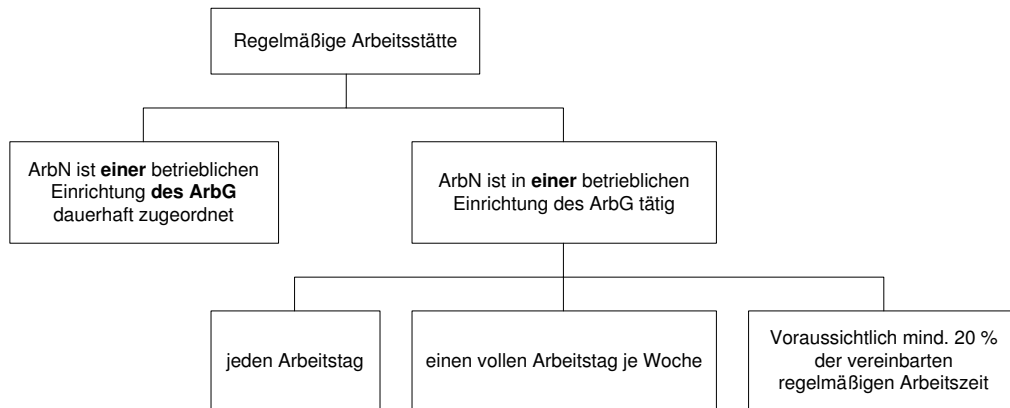 Regelmäßige Arbeitsstätte
ArbN ist einer betrieblichen
Einrichtung des ArbG
dauerhaft zugeordnet
ArbN ist in einer betrieblichen
Einrichtung des ArbG tätig
jeden Arbeitstag
einen vollen Arbeitstag je Woche
Voraussichtlich mind. 20 %
der vereinbarten
regelmäßigen Arbeitszeit